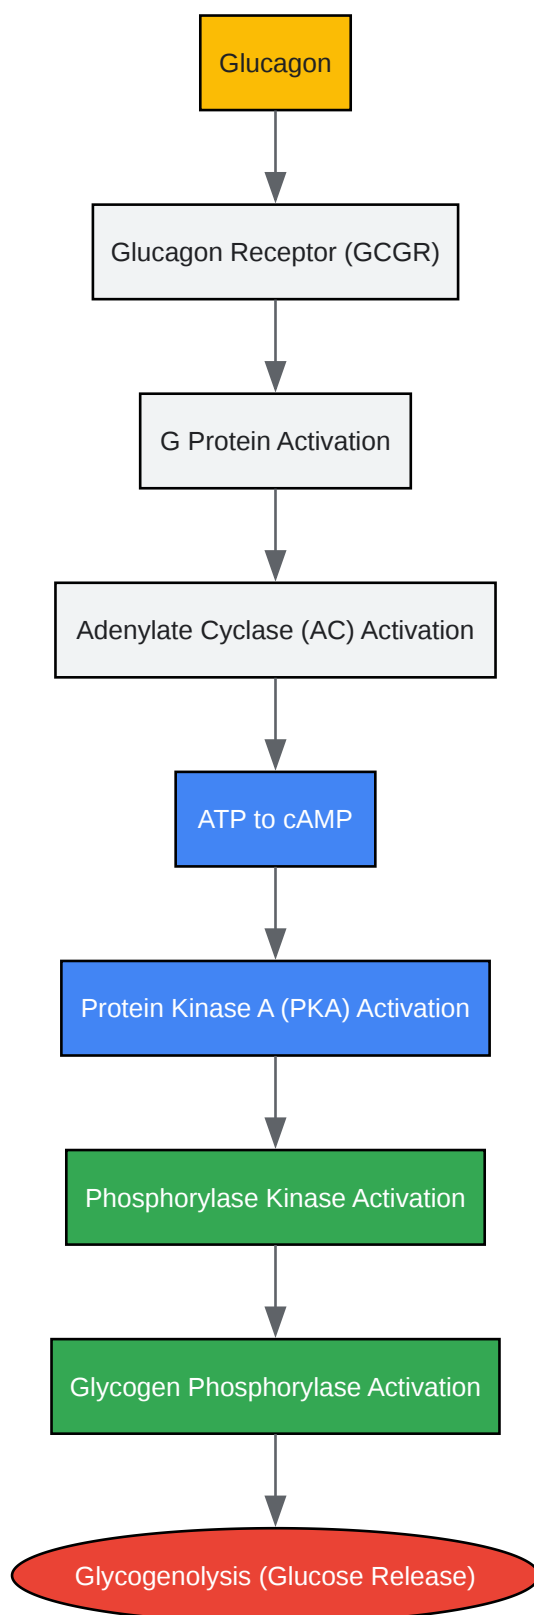 Glucagon
Glucagon Receptor (GCGR)
G Protein Activation
Adenylate Cyclase (AC) Activation
ATP to cAMP
Protein Kinase A (PKA) Activation
Phosphorylase Kinase Activation
Glycogen Phosphorylase Activation
Glycogenolysis (Glucose Release)